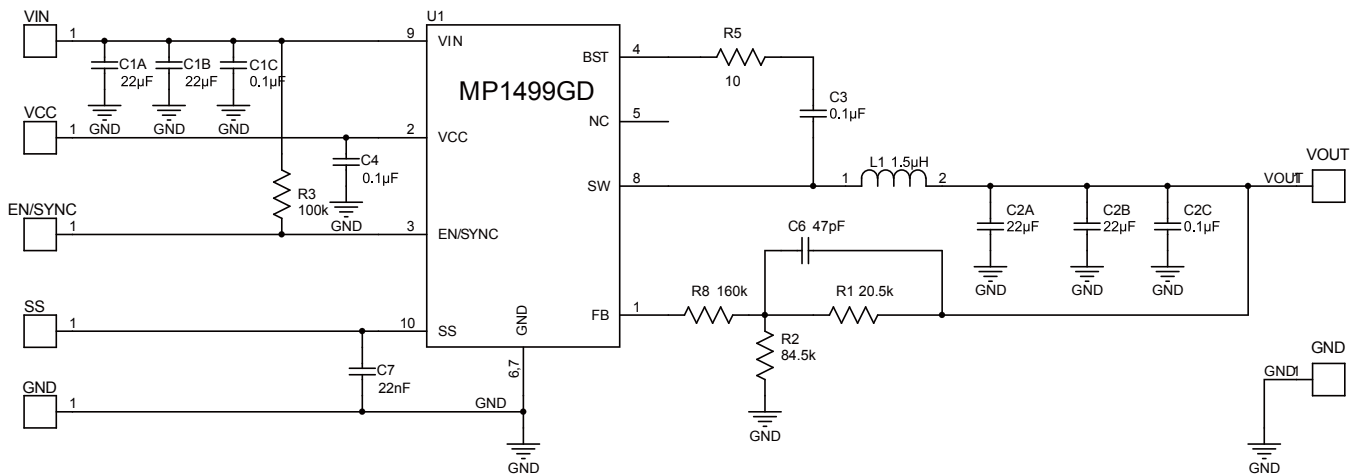 VIN
1
C1A
22µF
GND
C1B
22µF
GND
C1C
0.1µF
GND
VCC
1
C4
0.1µF
GND
R3
100k
EN/SYNC
1
SS
1
C7
22nF
GND
1
GND
U1
MP1499GD
9
VIN
2
VCC
3
EN/SYNC
10
SS
GND
6,7
GND
BST
4
NC
5
SW
8
FB
1
R5
10
C3
0.1µF
L1 1.5µH
1
2
C6 47pF
R8 160k
R1 20.5k
R2
84.5k
GND
C2A
22µF
GND
C2B
22µF
GND
C2C
0.1µF
GND
VOUT
VOUT1
GND
GND1
GND